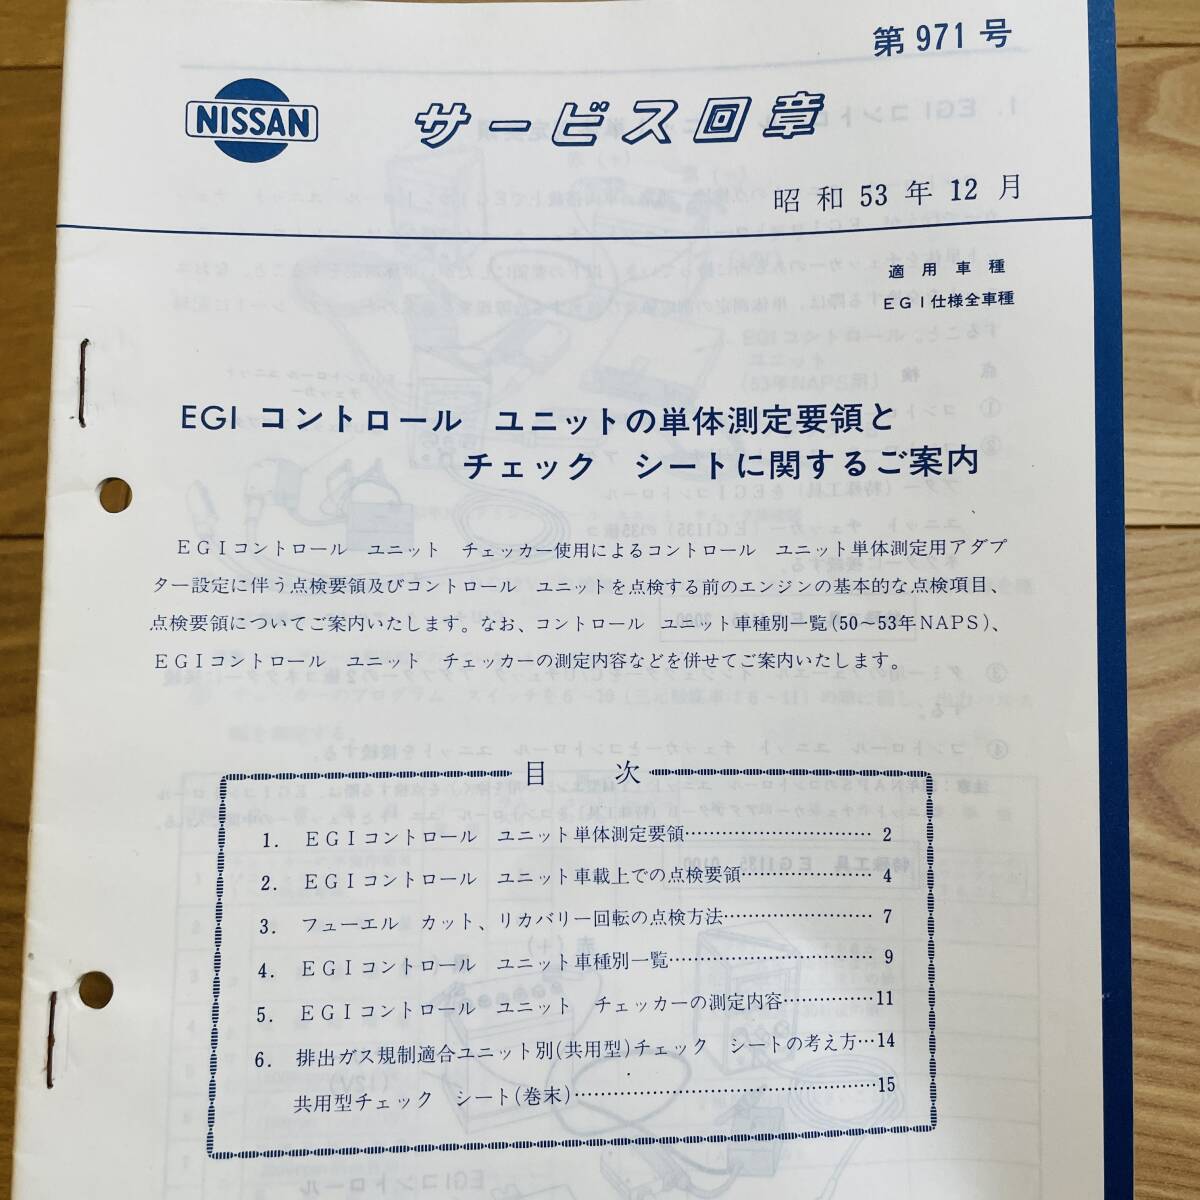 第971号
NISSAN
サービス回章
昭和53年12月
適用車種
EGI仕様全車種
EGI コントロール ユニットの単体測定要領と
チェック シートに関するご案内
EGIコントロール ユニット チェッカー使用によるコントロール ユニット単体測定用アダプ
ター設定に伴う点検要領及びコントロール ユニットを点検する前のエンジンの基本的な点検項目、
点検要領についてご案内いたします。なお、コントロール ユニット車種別一覧(50～53年NAPS)、
EGIコントロール ユニット チェッカーの測定内容などを併せてご案内いたします。
目 次
1. EGIコントロール ユニット単体測定要領…………………………2
2. EGIコントロール ユニット車載上での点検要領…………………4
3. フューエル カット、リカバリー回転の点検方法……………………7
4. EGIコントロール ユニット車種別一覧……………………………9
5. EGIコントロール ユニット チェッカーの測定内容……………11
6. 排出ガス規制適合ユニット別(共用型)チェック シートの考え方…14
共用型チェック シート(巻末)…………………………………………15